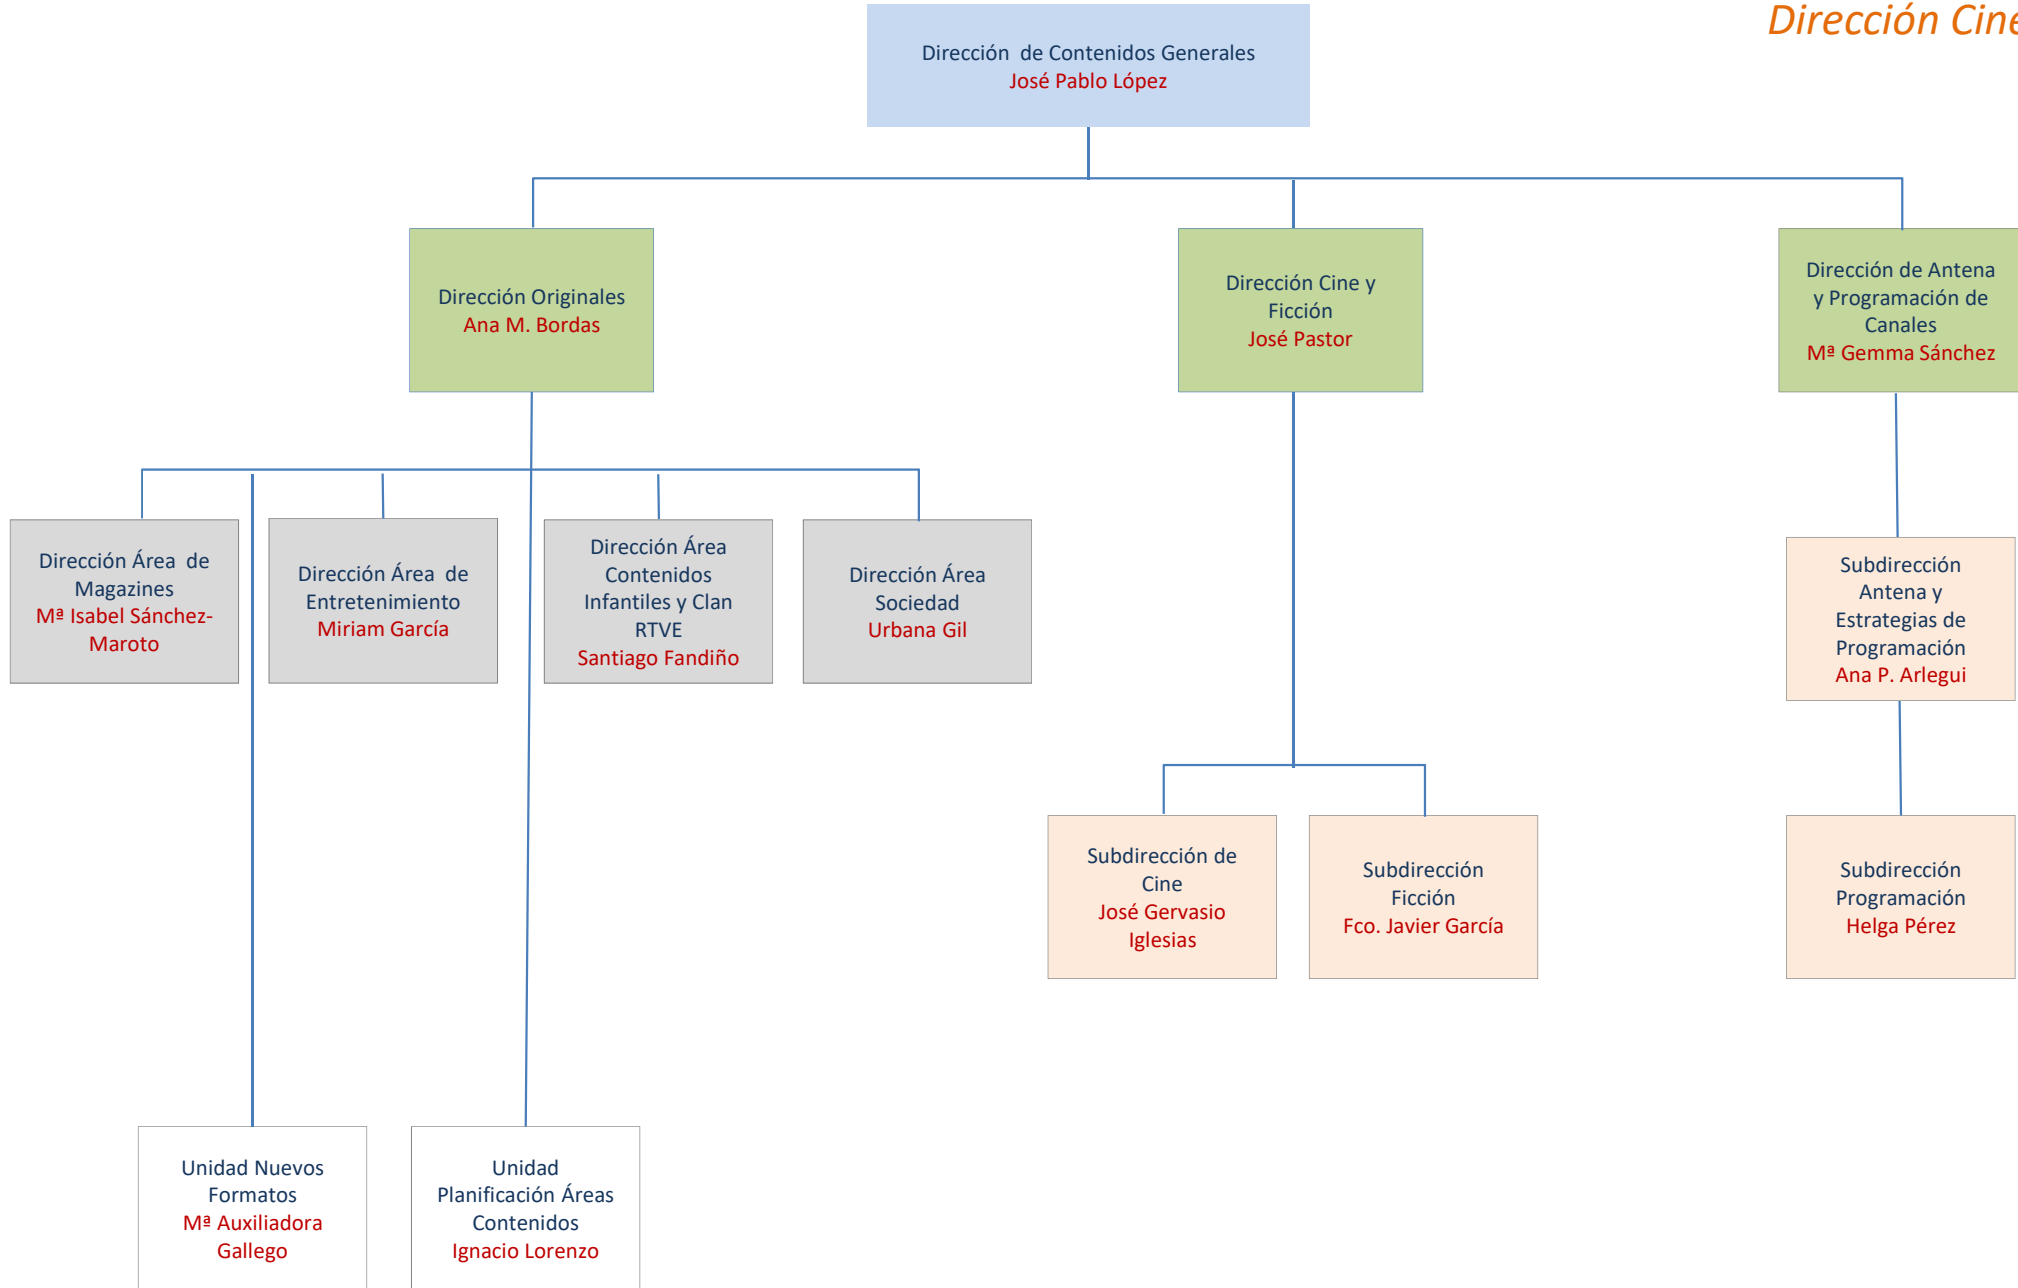 Dirección Cine
Dirección de Contenidos Generales
José Pablo López
Dirección Originales
Ana M. Bordas
Dirección Cine y
Ficción
José Pastor
Dirección de Antena
y Programación de
Canales
Mª Gemma Sánchez
Dirección Área de
Magazines
Mª Isabel Sánchez-
Maroto
Dirección Área de
Entretenimiento
Miriam García
Dirección Área
Contenidos
Infantiles y Clan
RTVE
Santiago Fandiño
Dirección Área
Sociedad
Urbana Gil
Subdirección
Antena y
Estrategias de
Programación
Ana P. Arlegui
Subdirección de
Cine
José Gervasio
Iglesias
Subdirección
Ficción
Fco. Javier García
Subdirección
Programación
Helga Pérez
Unidad Nuevos
Formatos
Mª Auxiliadora
Gallego
Unidad
Planificación Áreas
Contenidos
Ignacio Lorenzo